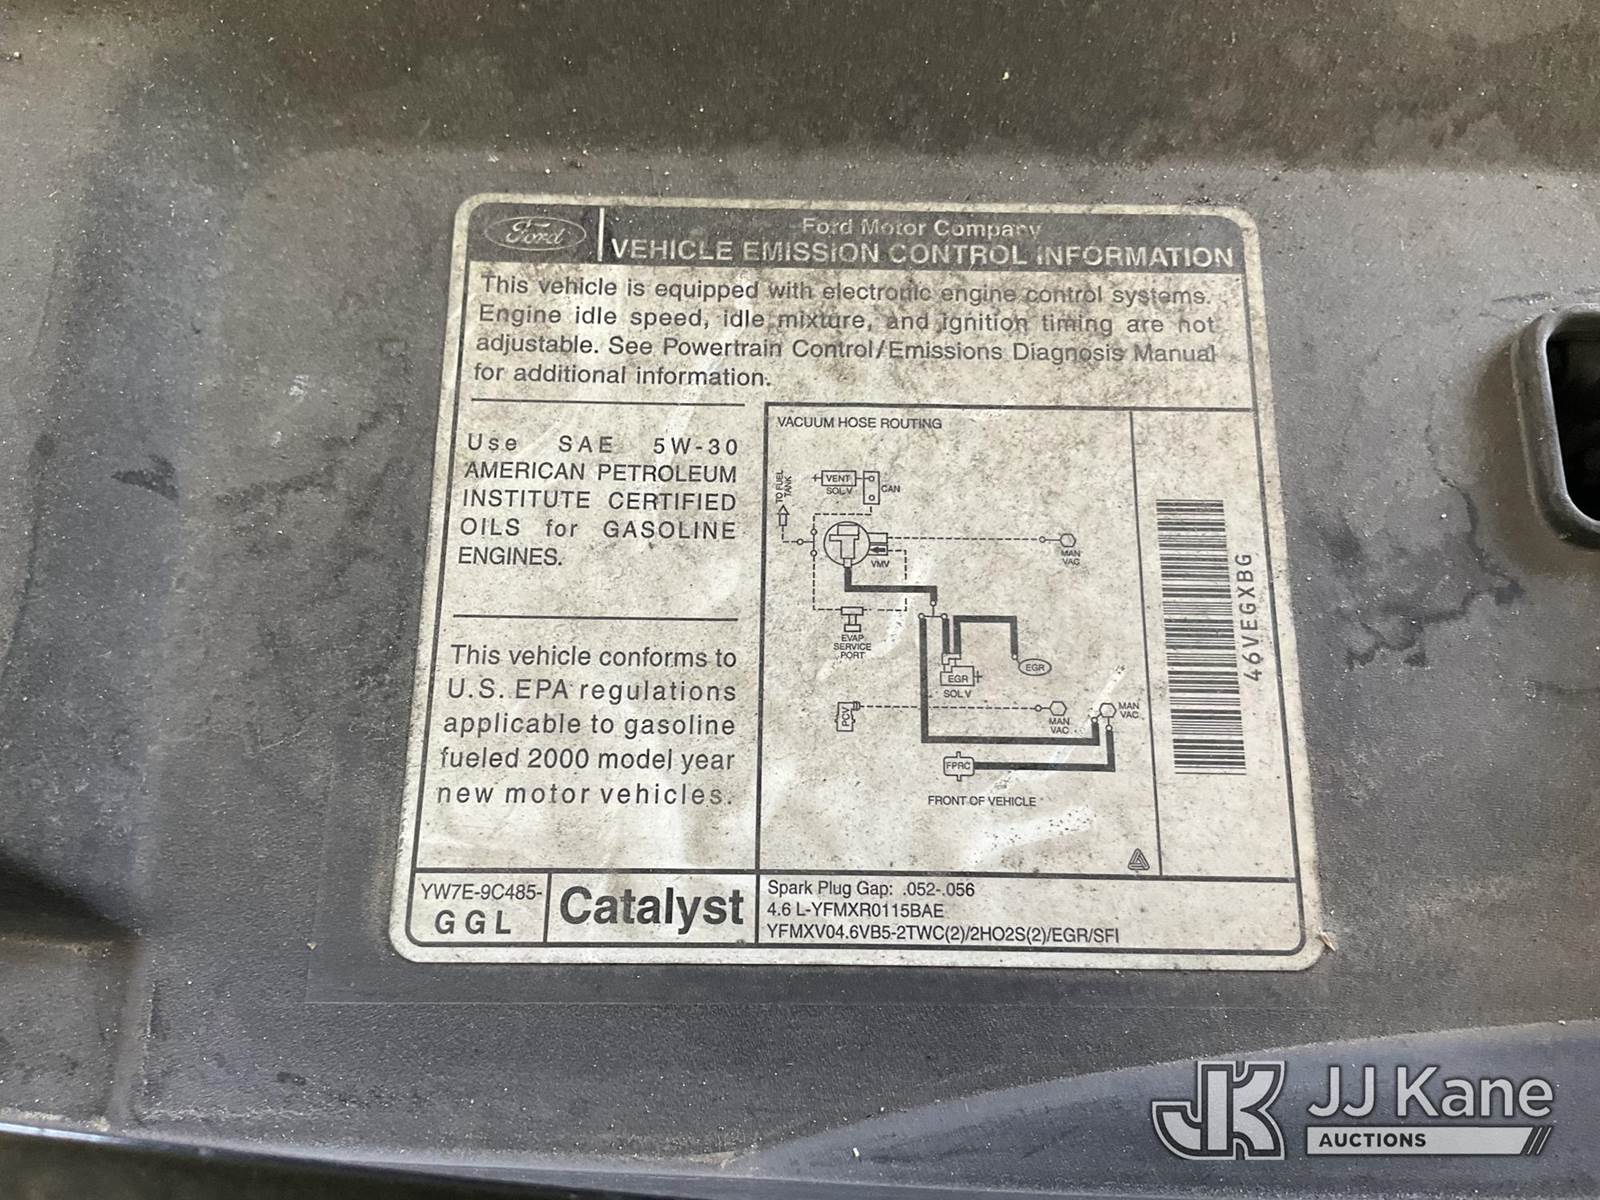 Ford
Ford Motor Company
VEHICLE EMISSION CONTROL INFORMATION
This vehicle is equipped with electronic engine control systems.
Engine idle speed, idle mixture, and ignition timing are not
adjustable. See Powertrain Control/Emissions Diagnosis Manual
for additional information.
Use SAE 5W-30
AMERICAN PETROLEUM
INSTITUTE CERTIFIED
OILS for GASOLINE
ENGINES.
This vehicle conforms to
U.S. EPA regulations
applicable to gasoline
fueled 2000 model year
new motor vehicles.
VACUUM HOSE ROUTING
TO FUEL
TANK
VENT
SOL V
CAN
VMV
MAN
VAC
EVAP
SERVICE
PORT
EGR
EGR
SOL V
PCV
MAN
VAC
MAN
VAC
FPRC
FRONT OF VEHICLE
46VEGXBG
YW7E-9C485-
GGL
Catalyst
Spark Plug Gap: .052-.056
4.6 L-YFMXR0115BAE
YFMXV04.6VB5-2TWC(2)/2HO2S(2)/EGR/SFI
JK JJ Kane
AUCTIONS